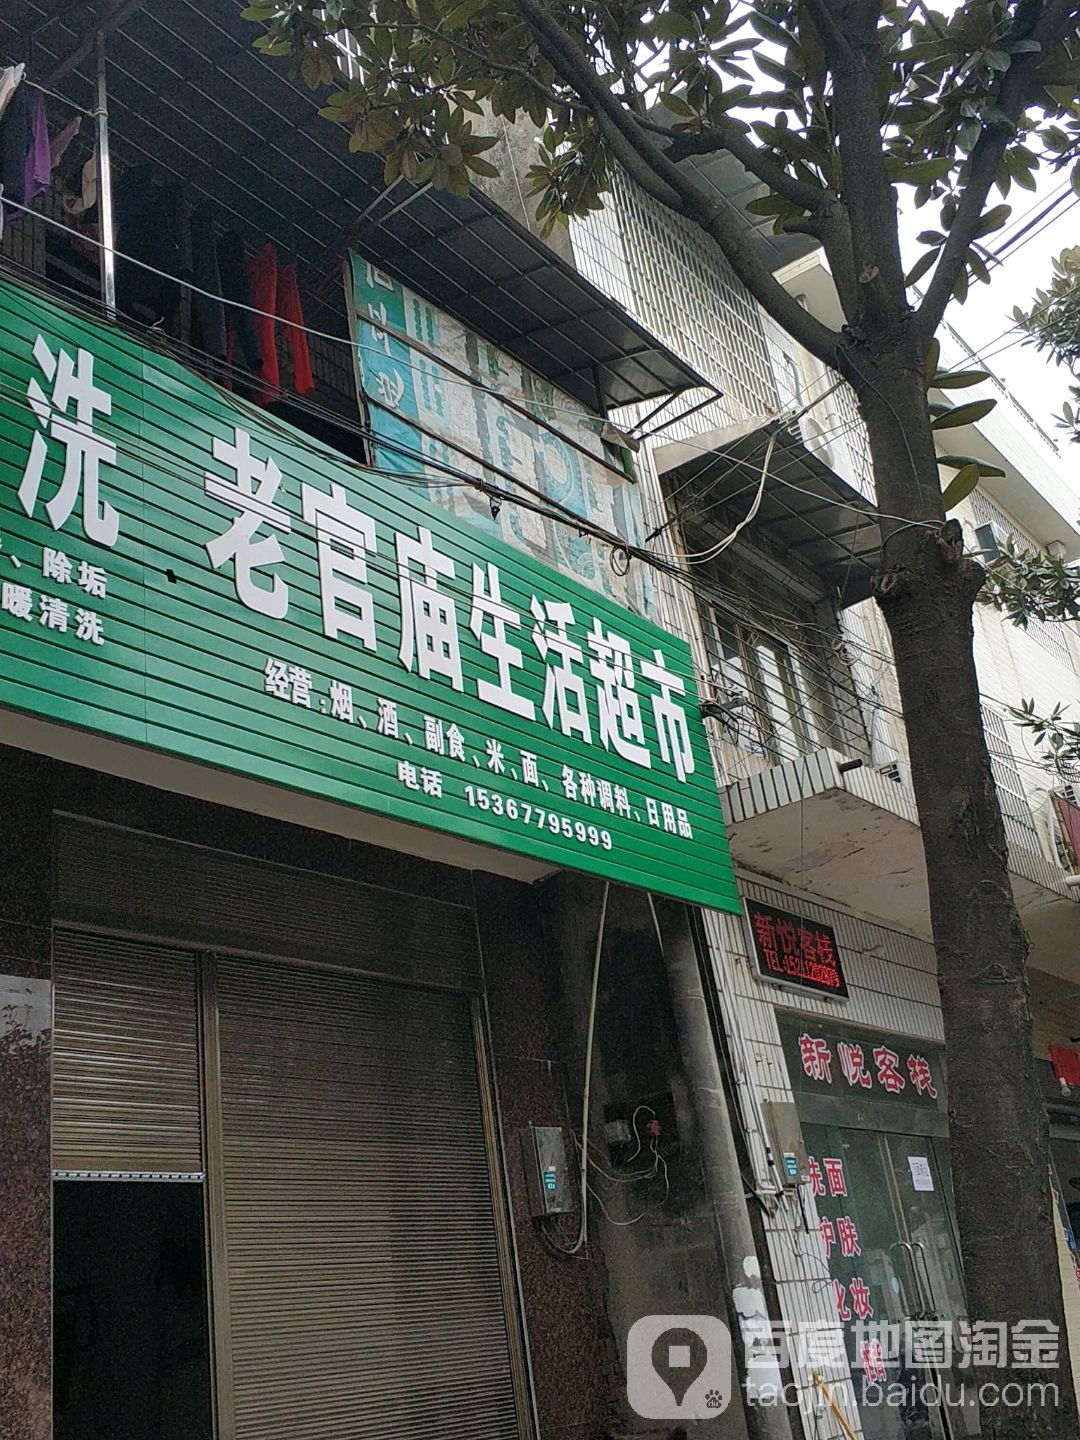 洗
、除垢
暖清洗
老官庙生活超市
经营:烟、酒、副食、米、面、各种调料、日用品
电话 15367795999
新悦客栈
新悦客栈
洗面
护肤
化妆
百度地图淘金
taojin.baidu.com